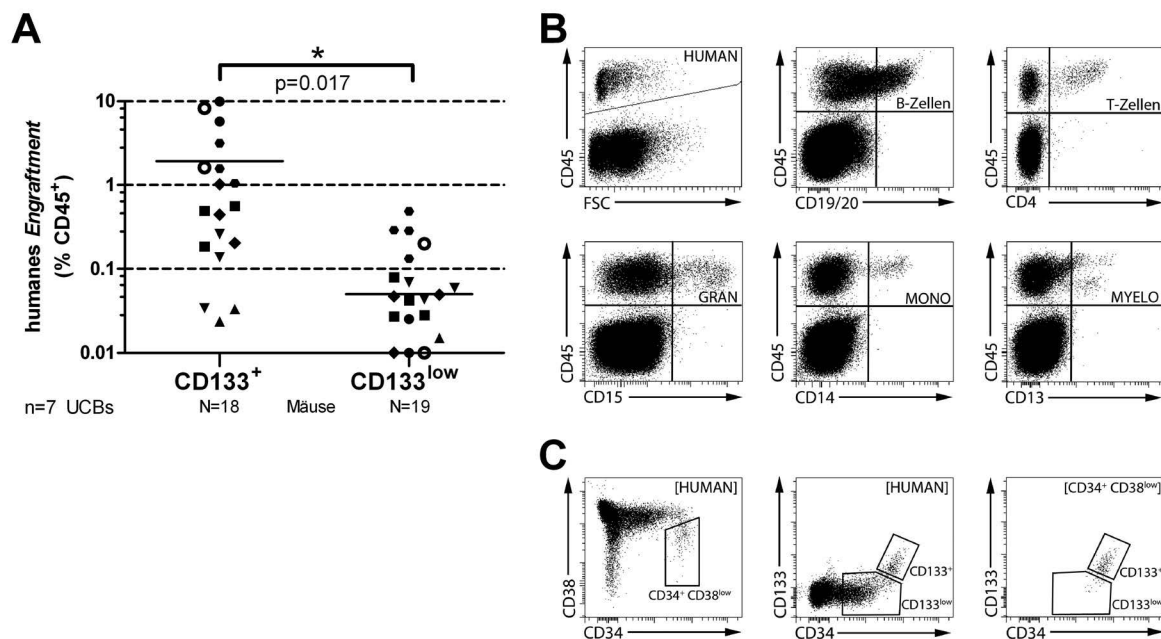 A
*
p=0.017
humanes Engraftment
(% CD45⁺)
10
1
0.1
0.01
CD133⁺
CD133ˡᵒʷ
n=7 UCBs
N=18
Mäuse
N=19
B
HUMAN
CD45
FSC
B-Zellen
CD45
CD19/20
T-Zellen
CD45
CD4
GRAN
CD45
CD15
MONO
CD45
CD14
MYELO
CD45
CD13
C
[HUMAN]
CD34⁺ CD38ˡᵒʷ
CD38
CD34
[HUMAN]
CD133⁺
CD133ˡᵒʷ
CD133
CD34
[CD34⁺ CD38ˡᵒʷ]
CD133⁺
CD133ˡᵒʷ
CD133
CD34